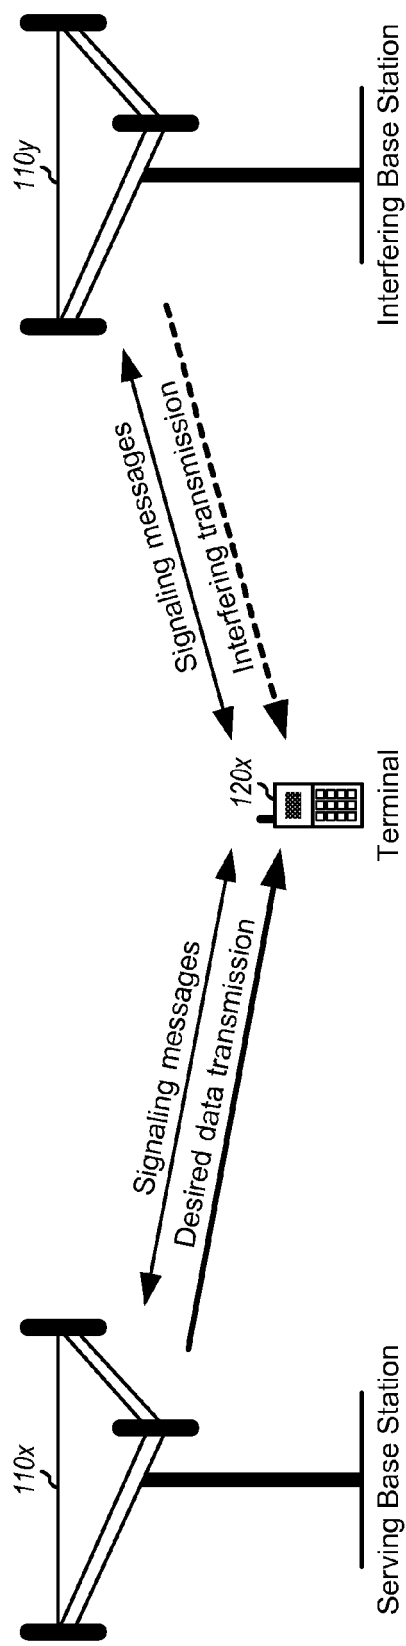 110x
110y
Signaling messages
Desired data transmission
Signaling messages
Interfering transmission
120x
Serving Base Station
Terminal
Interfering Base Station